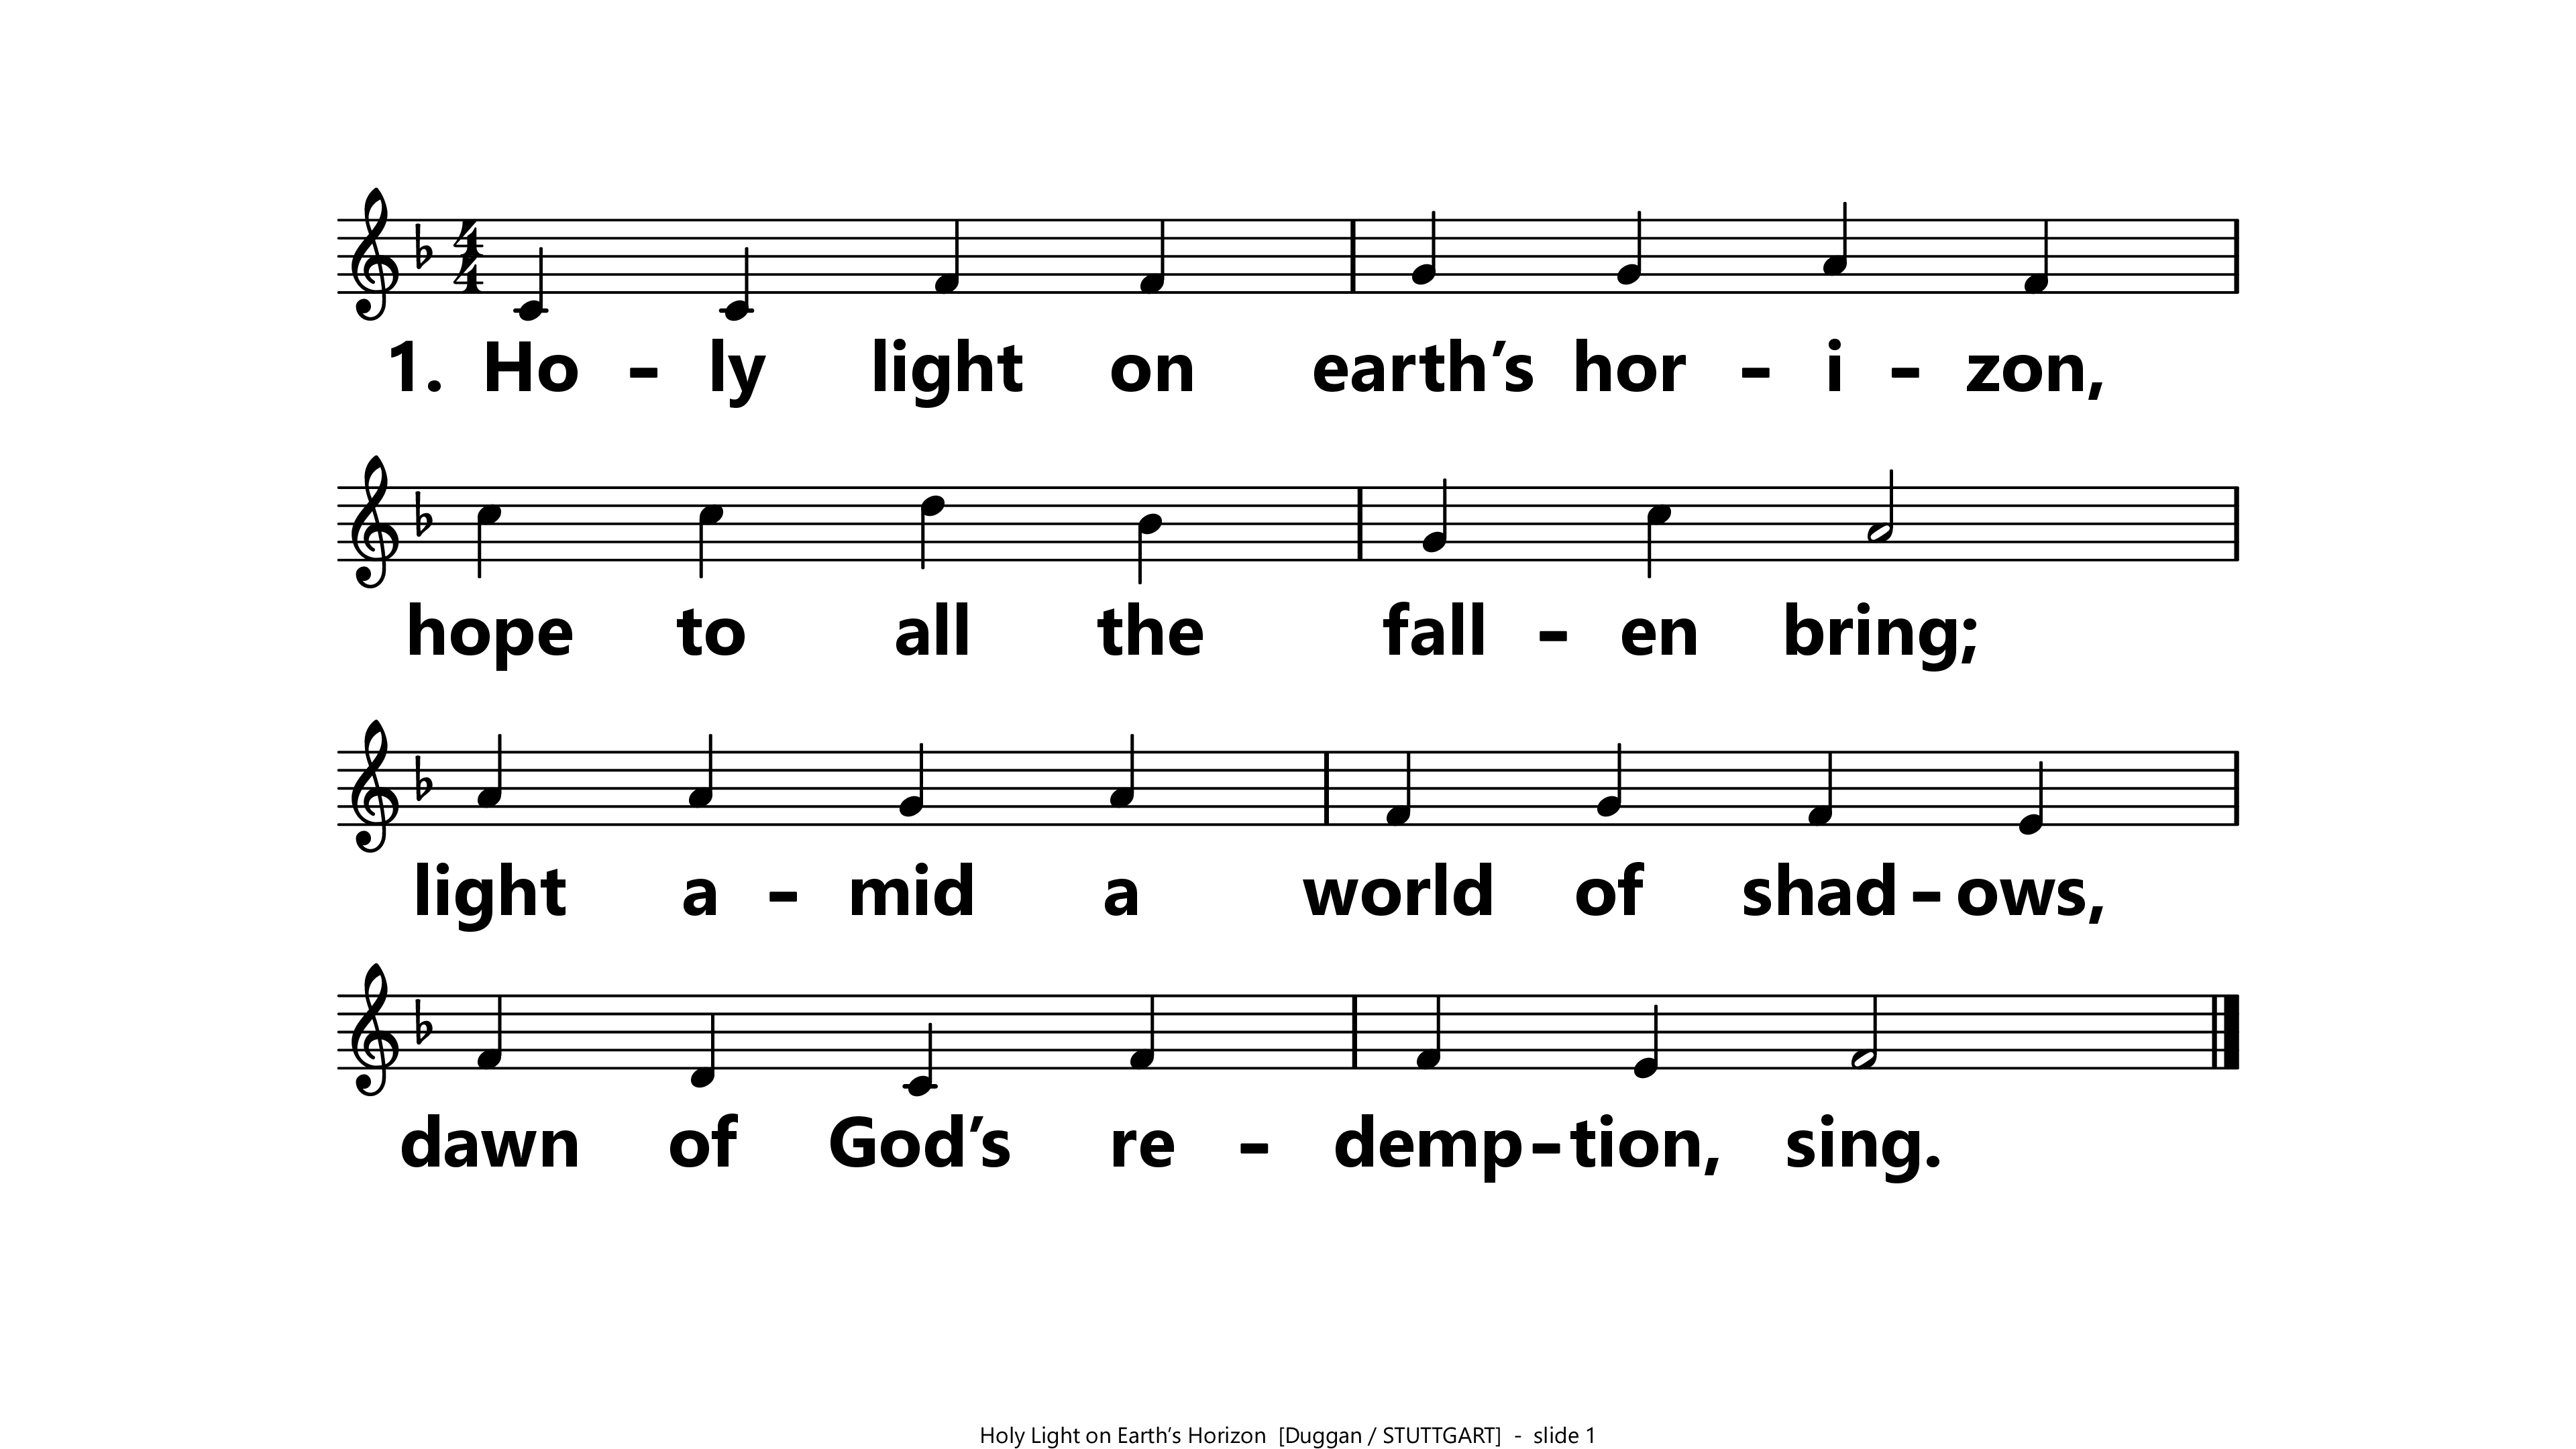 1. Ho - ly light on earth’s hor - i - zon,
hope to all the fall - en bring;
light a - mid a world of shad - ows,
dawn of God’s re - demp - tion, sing.
Holy Light on Earth’s Horizon [Duggan / STUTTGART] - slide 1